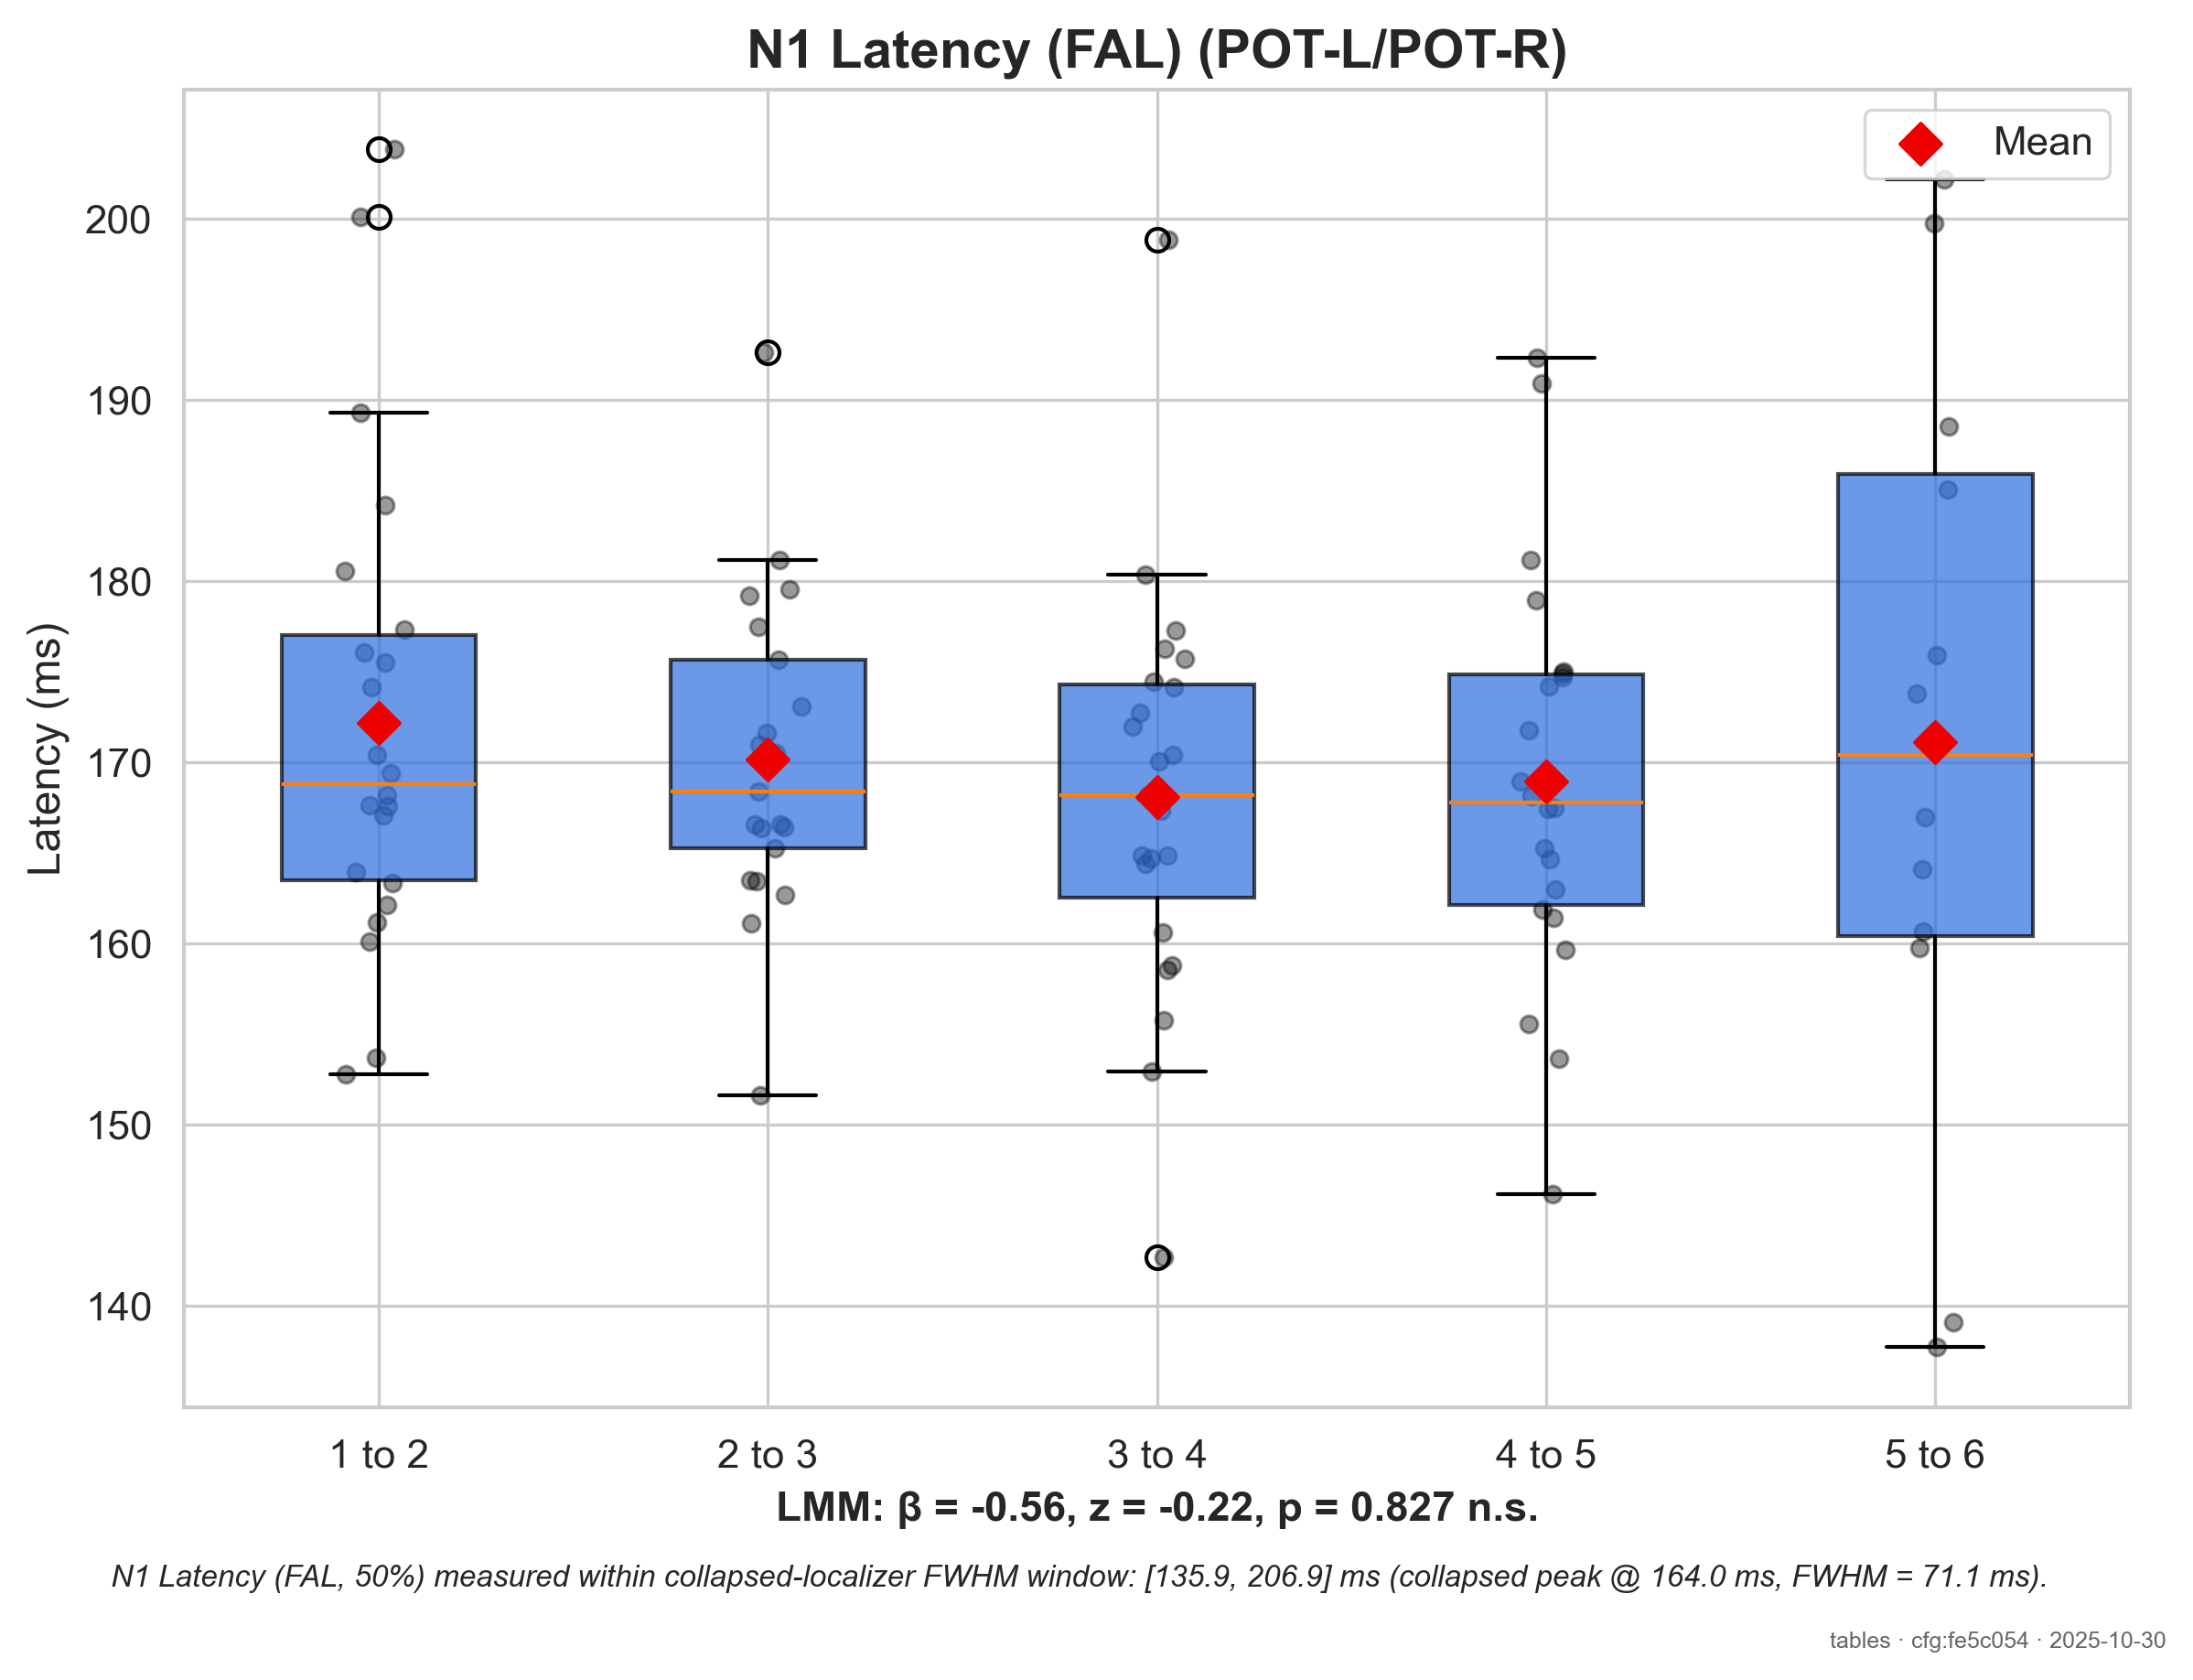 N1 Latency (FAL) (POT-L/POT-R)
Mean
Latency (ms)
200
190
180
170
160
150
140
1 to 2
2 to 3
3 to 4
4 to 5
5 to 6
LMM: β = -0.56, z = -0.22, p = 0.827 n.s.
N1 Latency (FAL, 50%) measured within collapsed-localizer FWHM window: [135.9, 206.9] ms (collapsed peak @ 164.0 ms, FWHM = 71.1 ms).
tables · cfg:fe5c054 · 2025-10-30